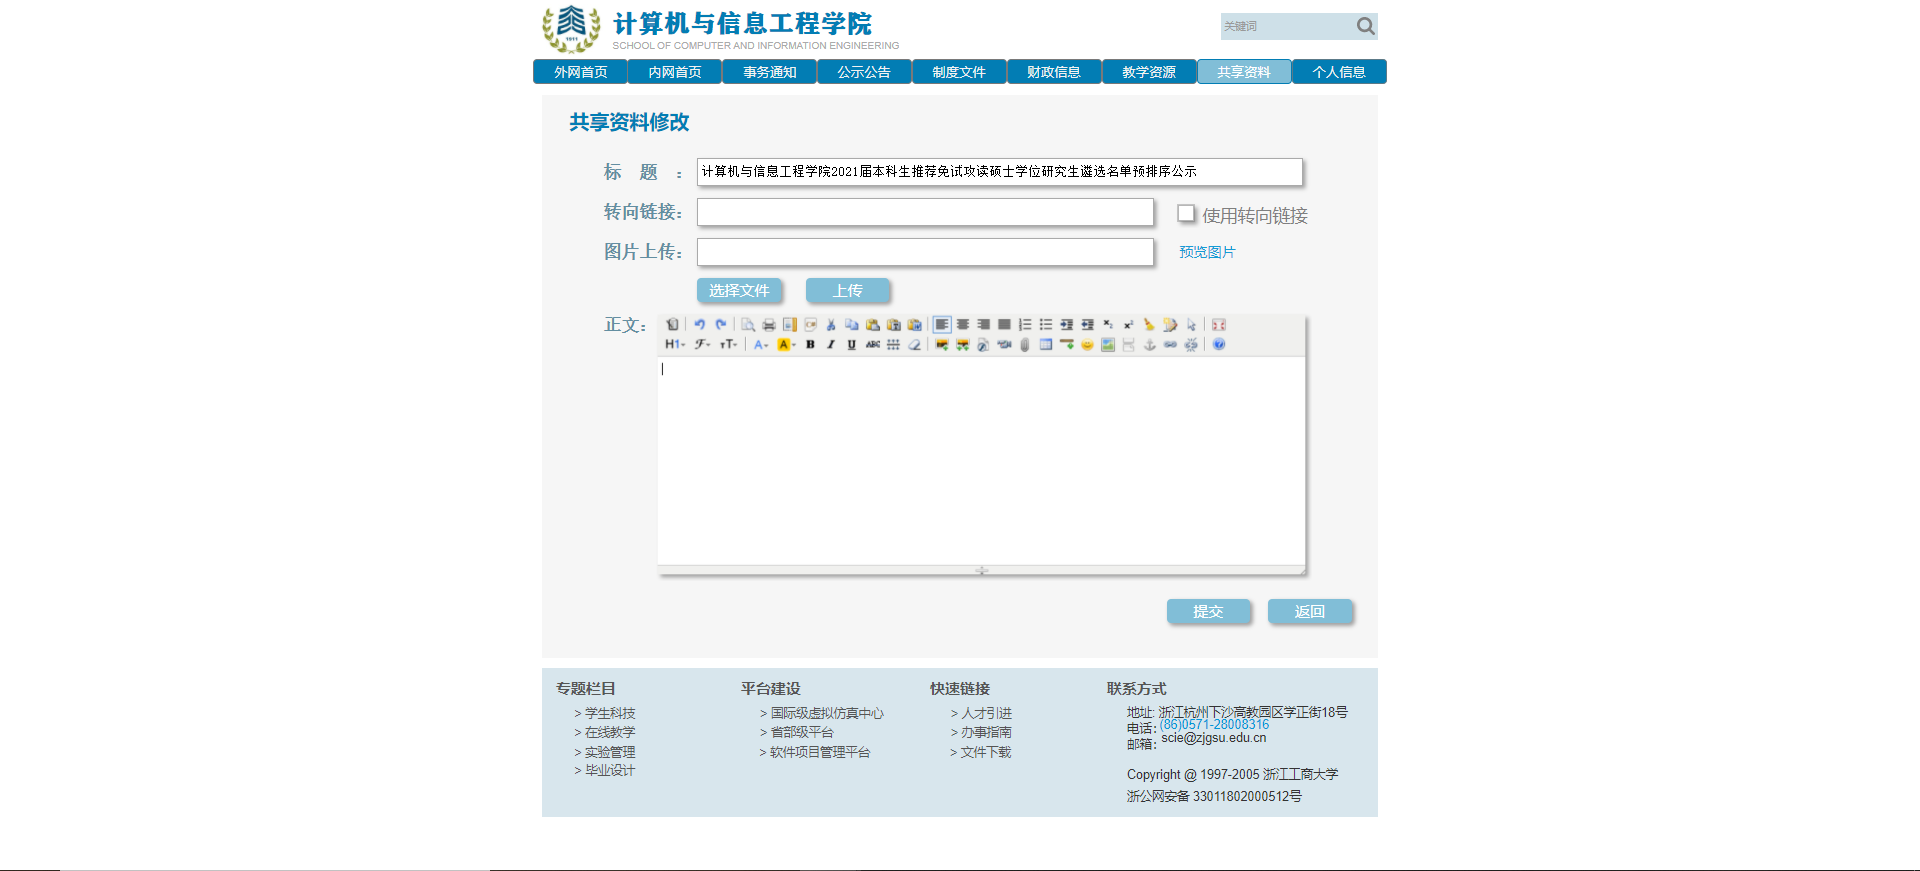 计算机与信息工程学院
SCHOOL OF COMPUTER AND INFORMATION ENGINEERING
关键词
外网首页 内网首页 事务通知 公示公告 制度文件 财政信息 教学资源 共享资料 个人信息
共享资料修改
标 题 : 计算机与信息工程学院2021届本科生推荐免试攻读硕士学位研究生遴选名单预排序公示
转向链接: 使用转向链接
图片上传: 预览图片
选择文件 上传
正文:
H1 F TT A A B I U ABC
提交 返回
专题栏目 平台建设 快速链接 联系方式
> 学生科技 > 国际级虚拟仿真中心 > 人才引进 地址: 浙江杭州下沙高教园区学正街18号
> 在线教学 > 省部级平台 > 办事指南 电话: (86)0571-28008316
> 实验管理 > 软件项目管理平台 > 文件下载 邮箱: scie@zjgsu.edu.cn
> 毕业设计
Copyright @ 1997-2005 浙江工商大学
浙公网安备 33011802000512号